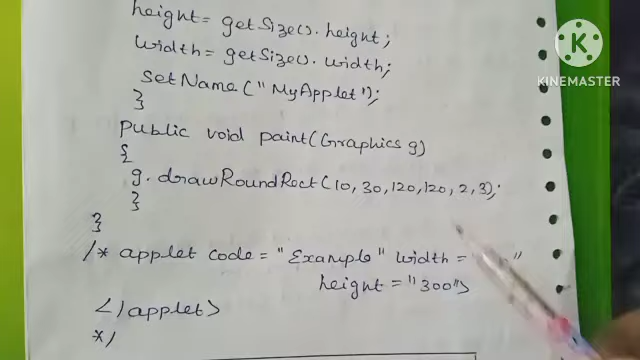 height= getSize().height;
width= getSize().width;
setName("MyApplet");
}
public void paint(Graphics g)
{
g.drawRoundRect(10, 30, 120, 120, 2, 3);
}
}
/* applet code = "Example" width = "
height = "300">
</applet>
*/
K
KINEMASTER